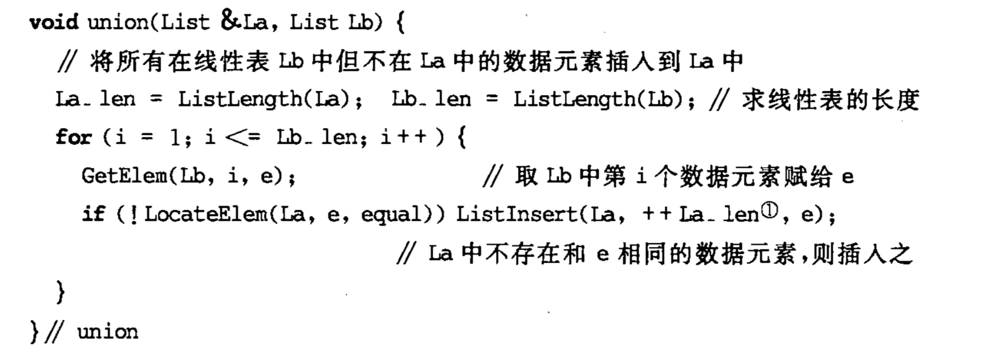 void union(List &La, List Lb) {
// 将所有在线性表 Lb 中但不在 La 中的数据元素插入到 La 中
La_len = ListLength(La); Lb_len = ListLength(Lb); // 求线性表的长度
for (i = 1; i <= Lb_len; i++) {
GetElem(Lb, i, e); // 取 Lb 中第 i 个数据元素赋给 e
if (!LocateElem(La, e, equal)) ListInsert(La, ++La_len①, e);
// La 中不存在和 e 相同的数据元素,则插入之
}
}// union